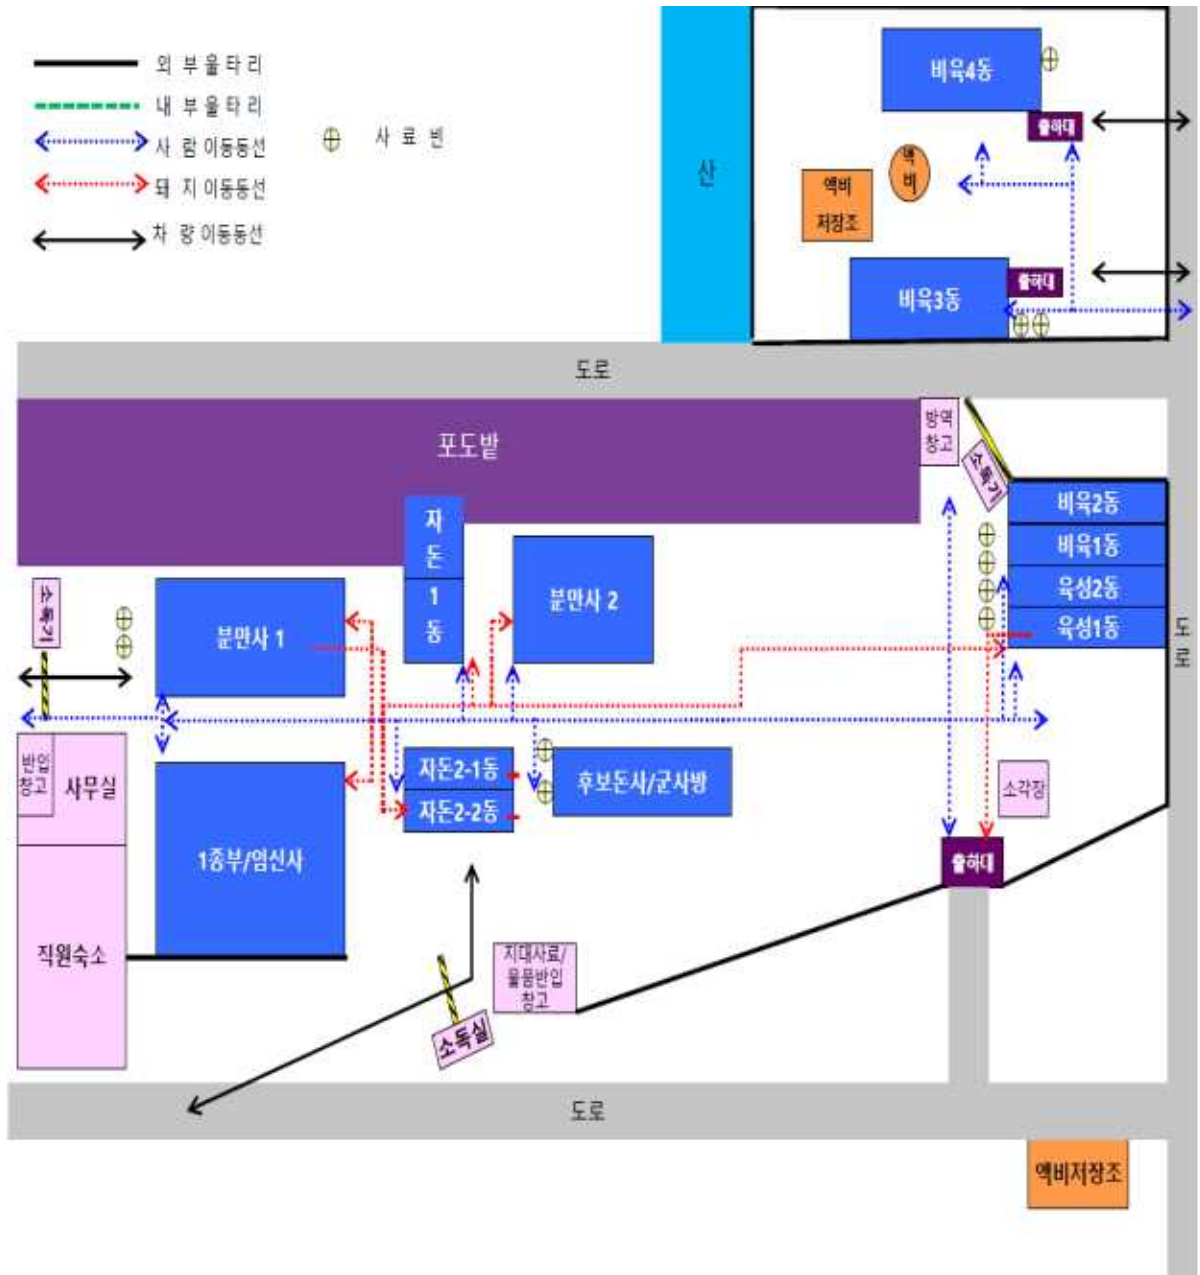 외 부 울 타 리
내 부 울 타 리
사 람 이동동선
돼 지 이동동선
차 량 이동동선
사 료 빈
산
비육4동
출하대
액비
액비
저장조
비육3동
출하대
도로
포도밭
방역
창고
소독기
비육2동
비육1동
육성2동
육성1동
도로
자
돈
1
동
분만사 2
분만사 1
소독기
반입
창고
사무실
직원숙소
1종부/임신사
자돈2-1동
자돈2-2동
후보돈사/군사방
소각장
출하대
지대사료/
물품반입
창고
소독실
도로
액비저장조